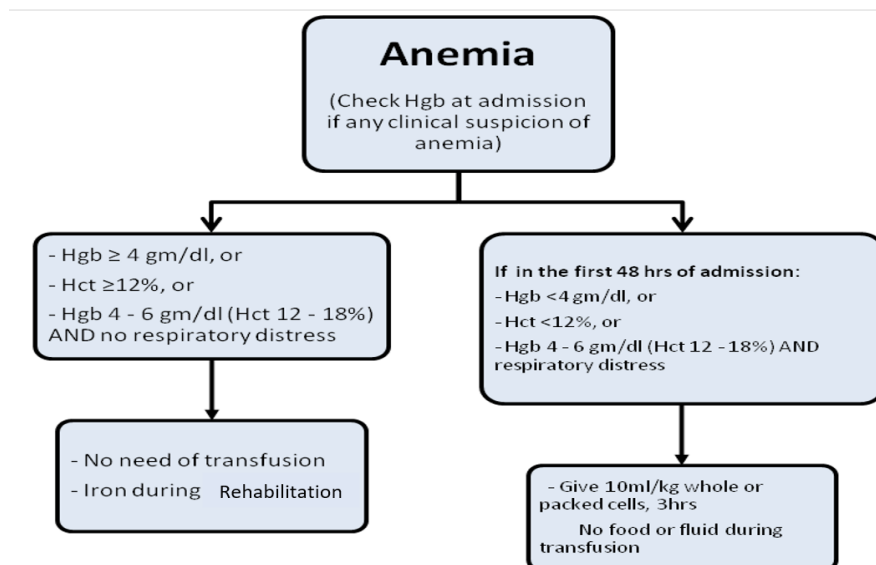 Anemia
(Check Hgb at admission
if any clinical suspicion of
anemia)
- Hgb ≥ 4 gm/dl, or
- Hct ≥12%, or
- Hgb 4 - 6 gm/dl (Hct 12 - 18%)
AND no respiratory distress
If in the first 48 hrs of admission:
-Hgb <4 gm/dl, or
-Hct <12%, or
-Hgb 4 - 6 gm/dl (Hct 12 -18%) AND
respiratory distress
- No need of transfusion
- Iron during Rehabilitation
- Give 10ml/kg whole or
packed cells, 3hrs
No food or fluid during
transfusion